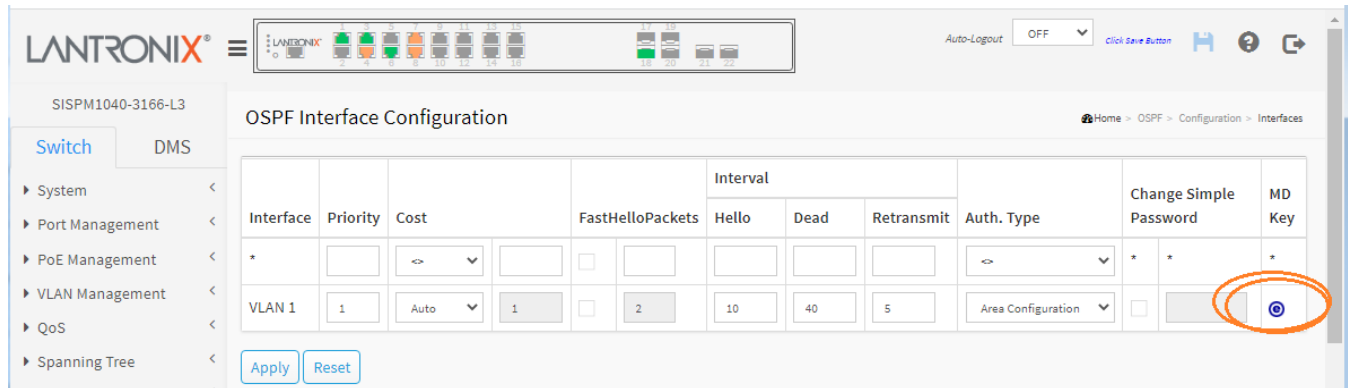 1 3 5 7 9 11 13 15 17 19
LANTRONIX® LANTRONIX Auto-Logout OFF Click Save Button
2 4 6 8 10 12 14 16 18 20 21 22
SISPM1040-3166-L3
OSPF Interface Configuration Home > OSPF > Configuration > Interfaces
Switch DMS
System
Port Management
PoE Management
VLAN Management
QoS
Spanning Tree
Interval
Change Simple MD
Interface Priority Cost FastHelloPackets Hello Dead Retransmit Auth. Type Password Key
* <> <> * * *
VLAN 1 1 Auto 1 2 10 40 5 Area Configuration
Apply Reset